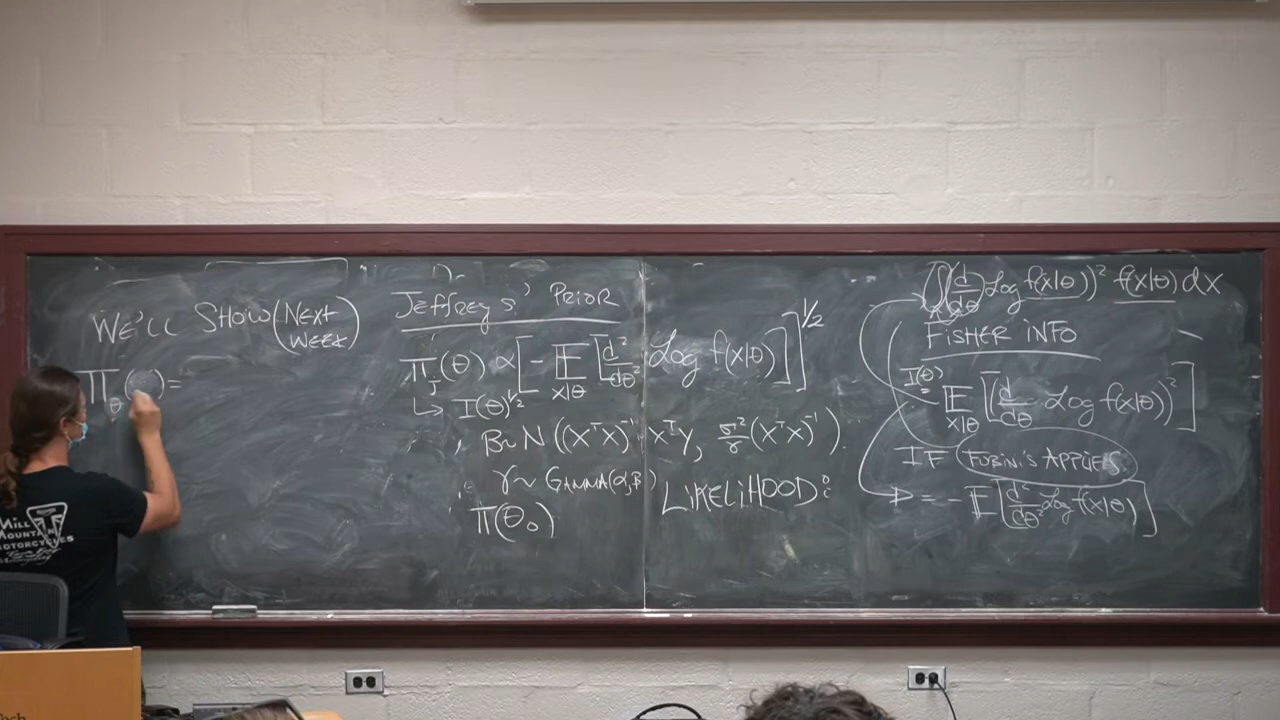 WE'LL SHOW (NEXT WEEK)
Π_θ( )=
Jeffreys' PRIOR
Π_J(θ) ∝ [- E_{x|θ} [d²/dθ² Log f(x|θ)]]^{1/2}
↳ I(θ)^{1/2}
B~N((XᵀX)⁻¹XᵀY, σ²/r (XᵀX)⁻¹).
γ~GAMMA(α,B)
LIKELIHOOD:
Π(θ₀)
∫(d/dθ Log f(x|θ))² f(x|θ)dx
FISHER INFO
I(θ) = E_{x|θ} [(d/dθ Log f(x|θ))²]
IF FUBINI'S APPLIES
= -E[d²/dθ² Log f(x|θ)]
MILL
MOUNTAIN
MOTORCYCLES